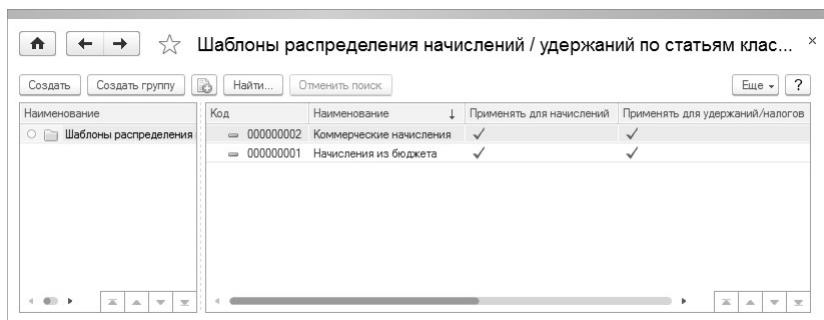 Шаблоны распределения начислений / удержаний по статьям клас...
Создать Создать группу Найти... Отменить поиск Еще ?
Наименование Код Наименование Применять для начислений Применять для удержаний/налогов
Шаблоны распределения 000000002 Коммерческие начисления
000000001 Начисления из бюджета